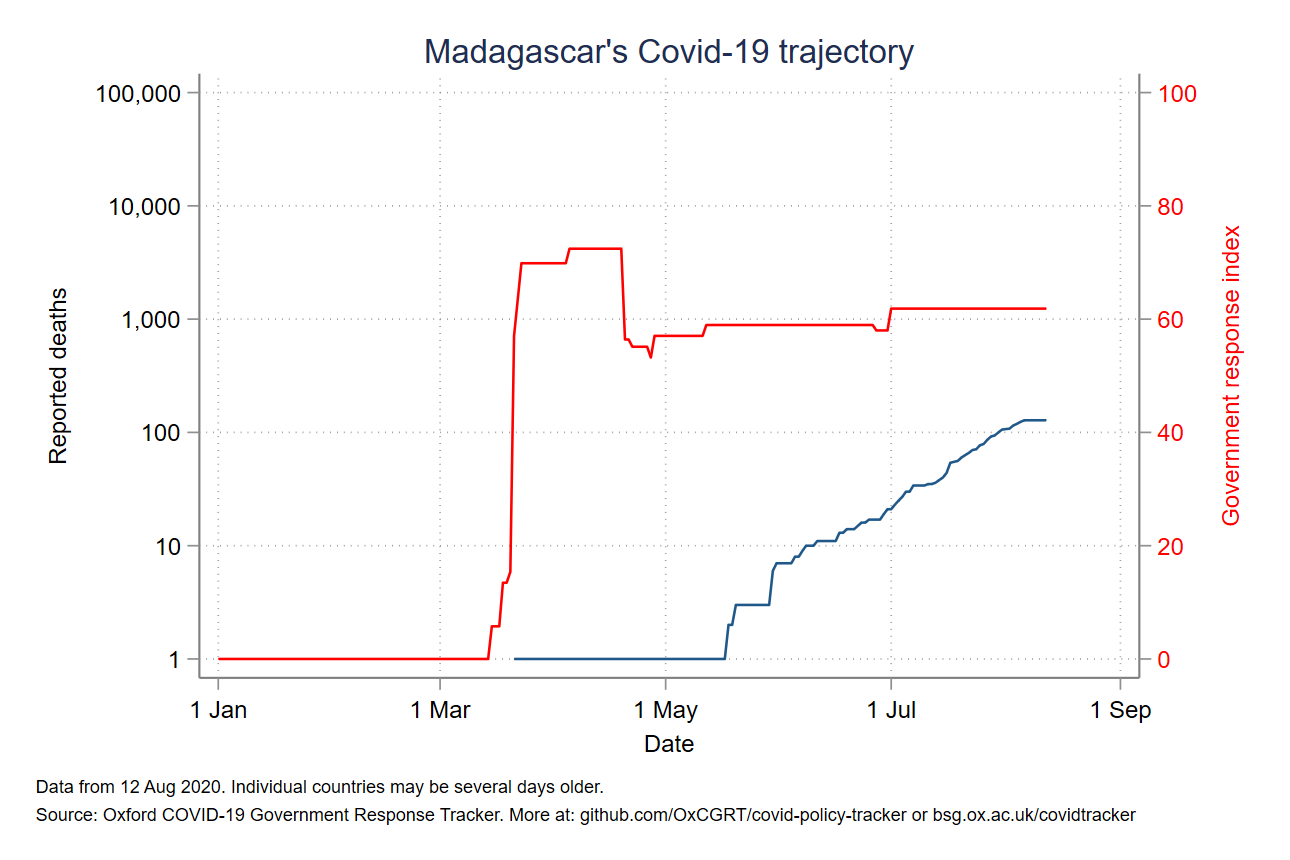 Madagascar's Covid-19 trajectory
100,000
10,000
1,000
100
10
1
Reported deaths
100
80
60
40
20
0
Government response index
1 Jan
1 Mar
1 May
1 Jul
1 Sep
Date
Data from 12 Aug 2020. Individual countries may be several days older.
Source: Oxford COVID-19 Government Response Tracker. More at: github.com/OxCGRT/covid-policy-tracker or bsg.ox.ac.uk/covidtracker